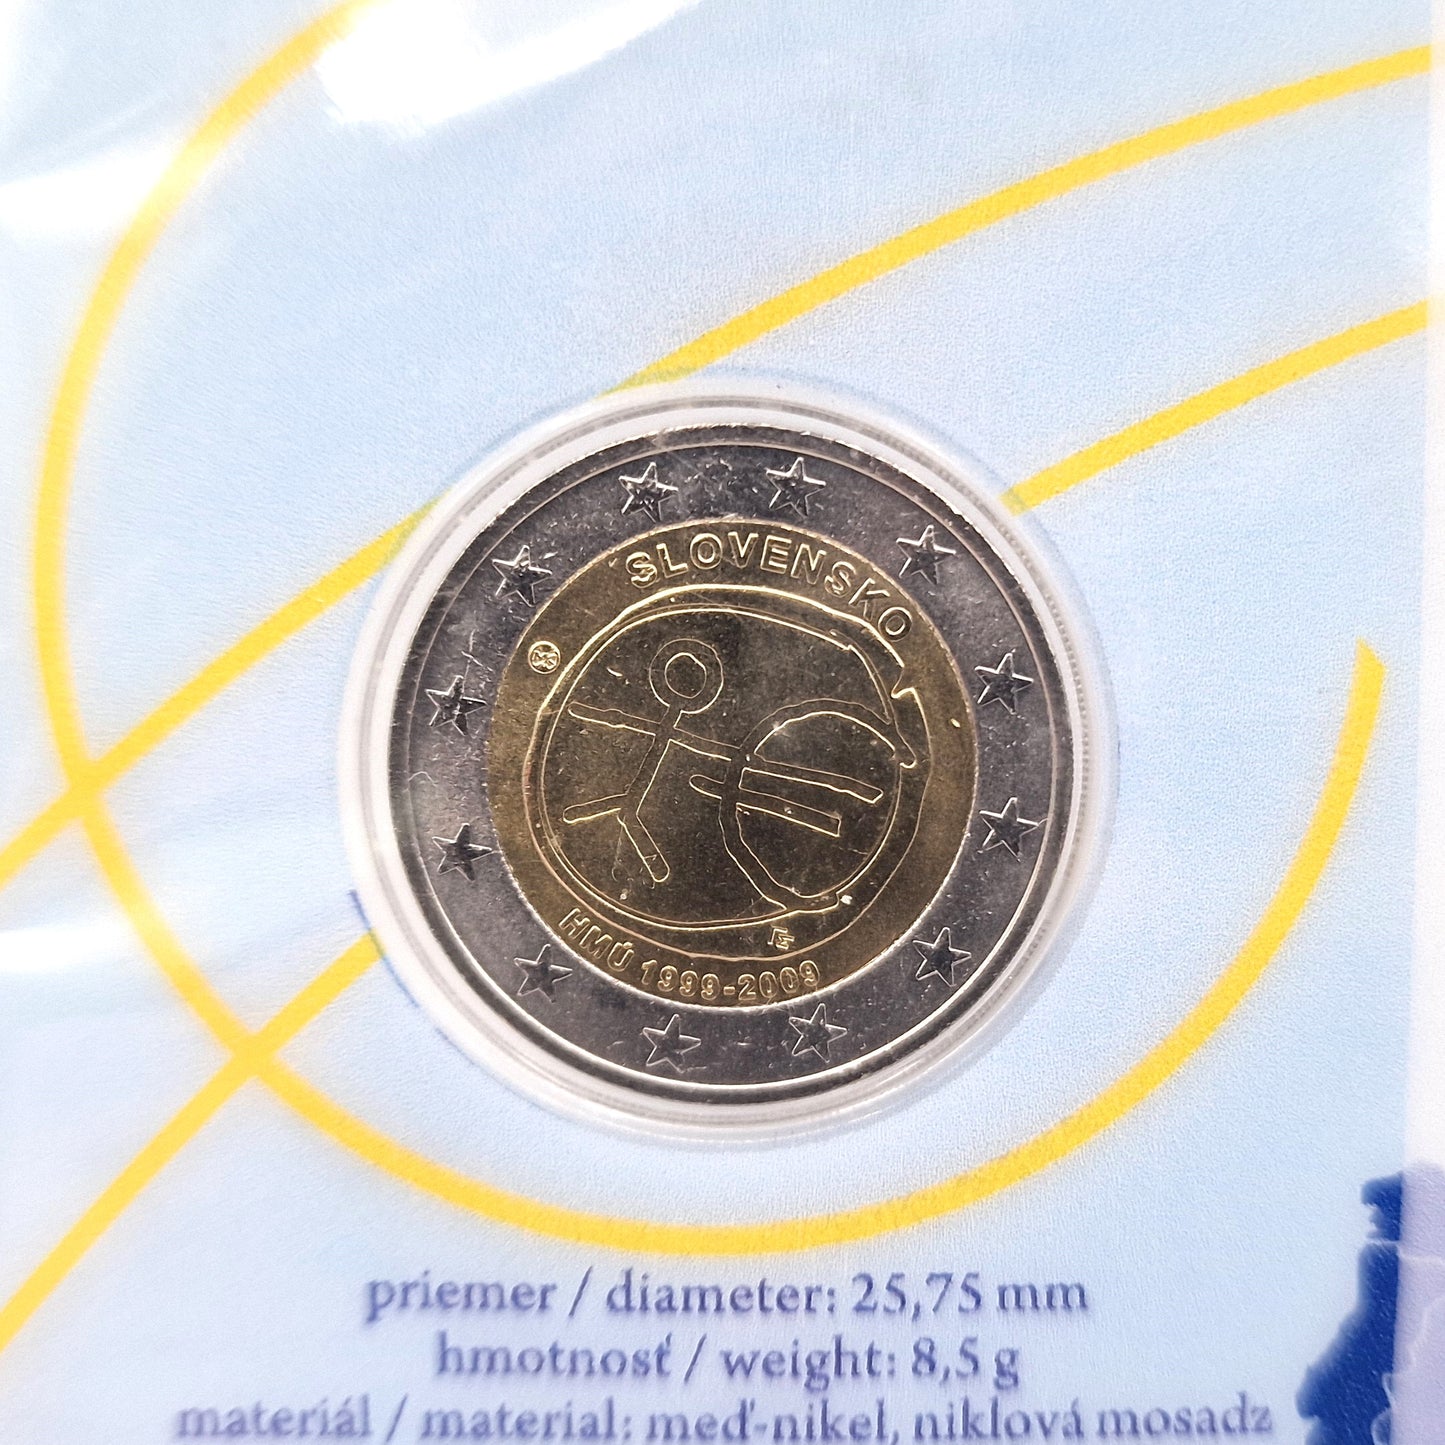 SLOVENSKO
MK
HMÚ 1999-2009
priemer / diameter: 25,75 mm
hmotnosť / weight: 8,5 g
materiál / material: meď-nikel, niklová mosadz